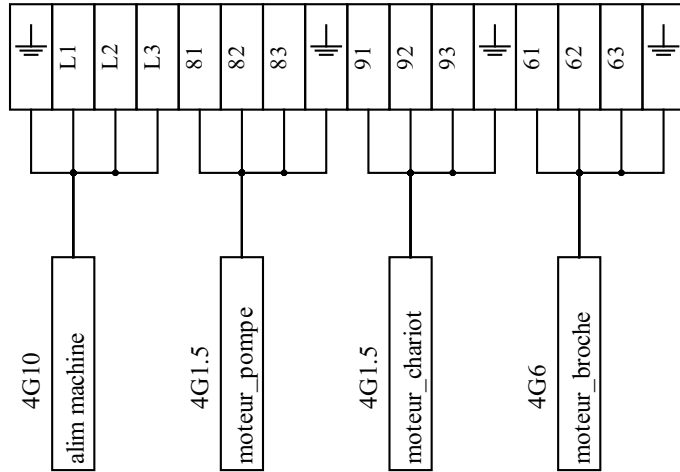 L1
L2
L3
81
82
83
91
92
93
61
62
63
4G10
alim machine
4G1.5
moteur_pompe
4G1.5
moteur_chariot
4G6
moteur_broche